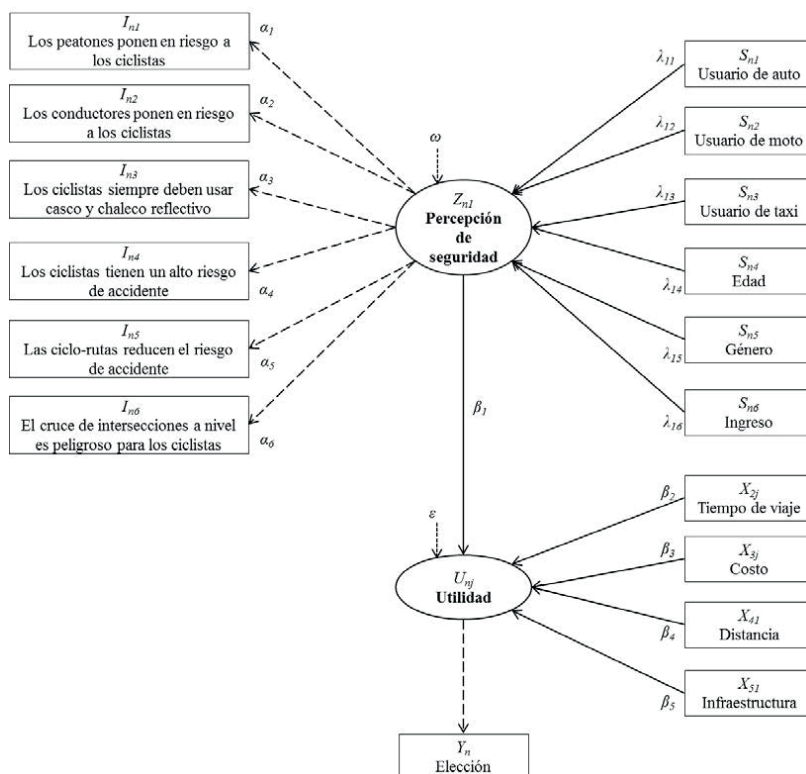 I_n1
Los peatones ponen en riesgo a
los ciclistas
α_1
I_n2
Los conductores ponen en riesgo
a los ciclistas
α_2
I_n3
Los ciclistas siempre deben usar
casco y chaleco reflectivo
α_3
I_n4
Los ciclistas tienen un alto riesgo
de accidente
α_4
I_n5
Las ciclo-rutas reducen el riesgo
de accidente
α_5
I_n6
El cruce de intersecciones a nivel
es peligroso para los ciclistas
α_6
ω
Z_n1
Percepción
de
seguridad
λ_11
S_n1
Usuario de auto
λ_12
S_n2
Usuario de moto
λ_13
S_n3
Usuario de taxi
λ_14
S_n4
Edad
λ_15
S_n5
Género
λ_16
S_n6
Ingreso
β_1
ε
U_nj
Utilidad
β_2
X_2j
Tiempo de viaje
β_3
X_3j
Costo
β_4
X_41
Distancia
β_5
X_51
Infraestructura
Y_n
Elección